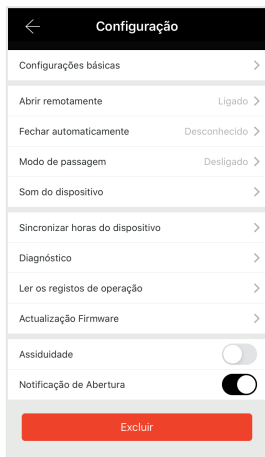 Configuração
Configurações básicas
Abrir remotamente Ligado
Fechar automaticamente Desconhecido
Modo de passagem Desligado
Som do dispositivo
Sincronizar horas do dispositivo
Diagnóstico
Ler os registos de operação
Actualização Firmware
Assiduidade
Notificação de Abertura
Excluir